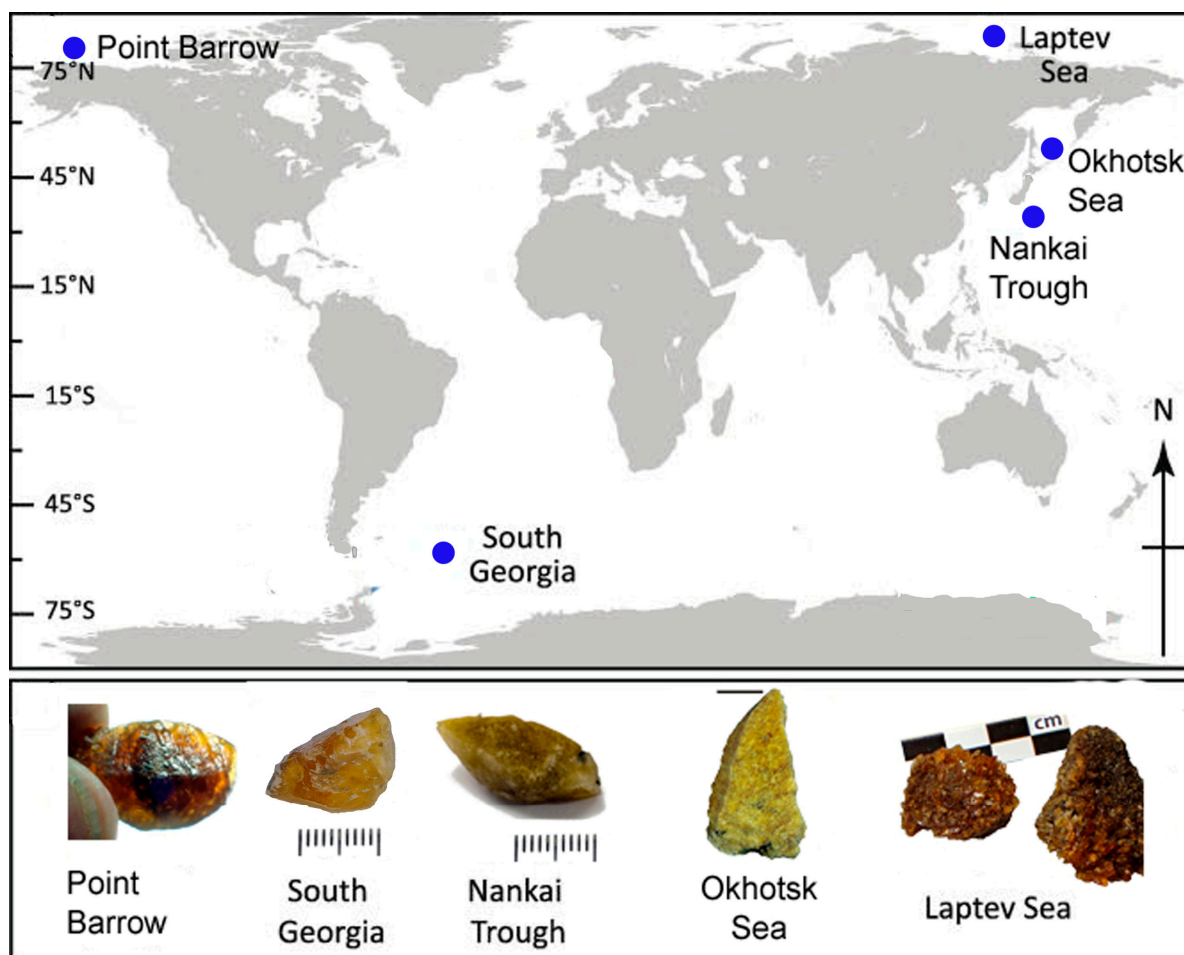 Point Barrow
75°N
Laptev
Sea
45°N
Okhotsk
Sea
Nankai
Trough
15°N
15°S
N
45°S
South
Georgia
75°S
cm
Point
Barrow
South
Georgia
Nankai
Trough
Okhotsk
Sea
Laptev Sea